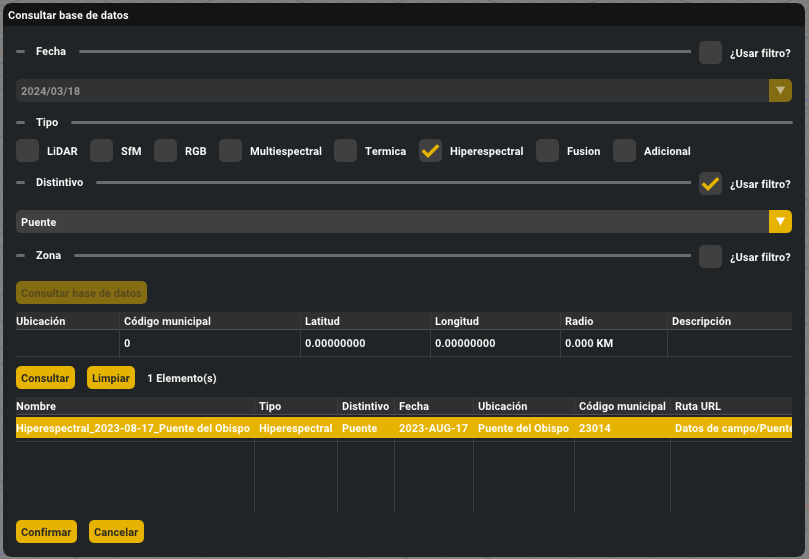 Consultar base de datos
Fecha ¿Usar filtro?
2024/03/18
Tipo
LiDAR SfM RGB Multiespectral Termica Hiperespectral Fusion Adicional
Distintivo ¿Usar filtro?
Puente
Zona ¿Usar filtro?
Consultar base de datos
Ubicación Código municipal Latitud Longitud Radio Descripción
0 0.00000000 0.00000000 0.000 KM
Consultar Limpiar 1 Elemento(s)
Nombre Tipo Distintivo Fecha Ubicación Código municipal Ruta URL
Hiperespectral_2023-08-17_Puente del Obispo Hiperespectral Puente 2023-AUG-17 Puente del Obispo 23014 Datos de campo/Puente
Confirmar Cancelar